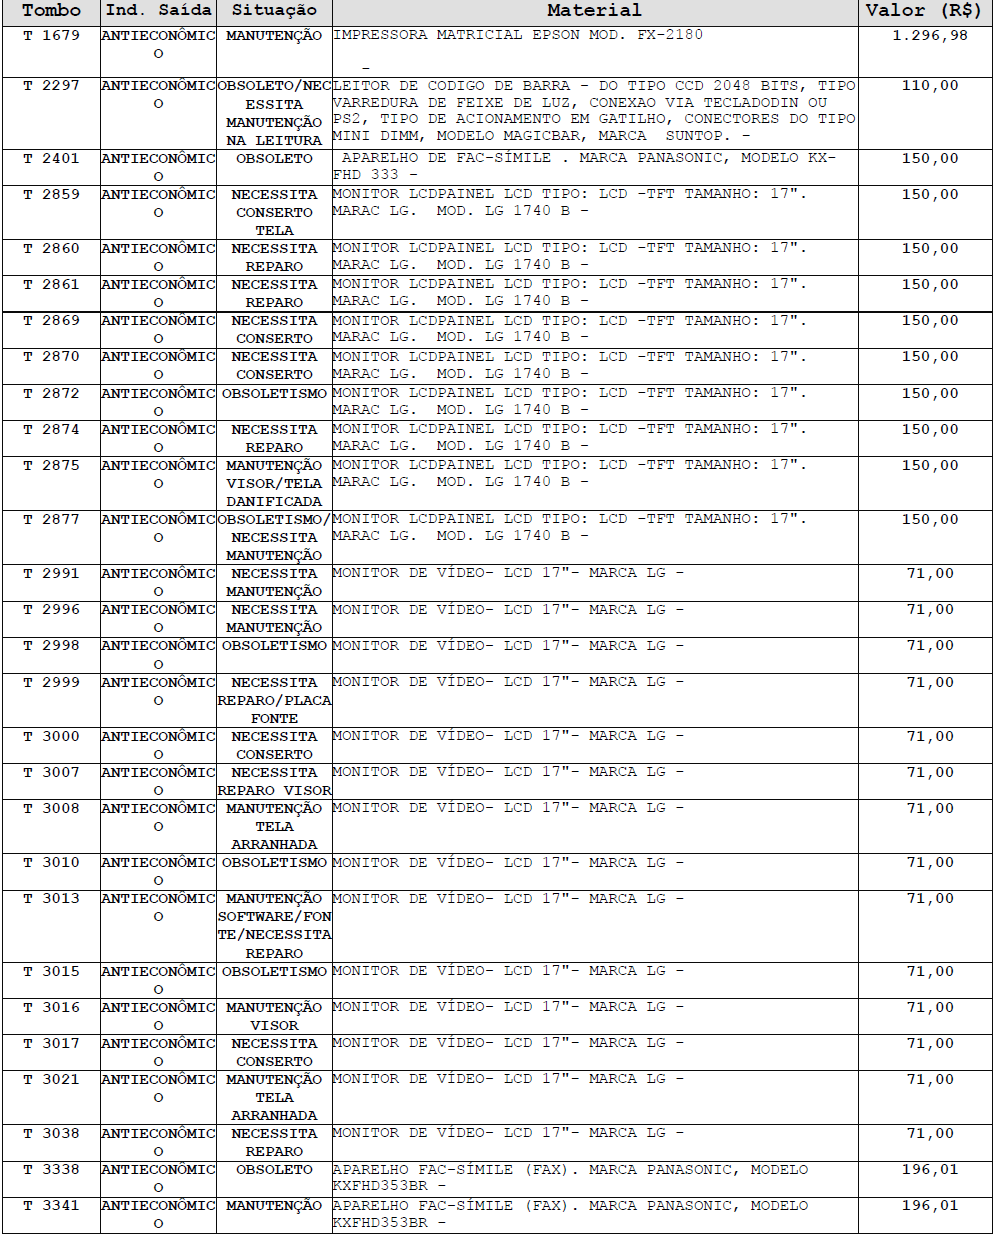 Tombo Ind. Saída Situação Material Valor (R$)
T 1679 ANTIECONÔMIC MANUTENÇÃO IMPRESSORA MATRICIAL EPSON MOD. FX-2180 1.296,98
O
-
T 2297 ANTIECONÔMIC OBSOLETO/NEC LEITOR DE CODIGO DE BARRA - DO TIPO CCD 2048 BITS, TIPO 110,00
O ESSITA VARREDURA DE FEIXE DE LUZ, CONEXAO VIA TECLADODIN OU
MANUTENÇÃO PS2, TIPO DE ACIONAMENTO EM GATILHO, CONECTORES DO TIPO
NA LEITURA MINI DIMM, MODELO MAGICBAR, MARCA SUNTOP. -
T 2401 ANTIECONÔMIC OBSOLETO APARELHO DE FAC-SÍMILE . MARCA PANASONIC, MODELO KX- 150,00
O FHD 333 -
T 2859 ANTIECONÔMIC NECESSITA MONITOR LCDPAINEL LCD TIPO: LCD -TFT TAMANHO: 17". 150,00
O CONSERTO MARAC LG. MOD. LG 1740 B -
TELA
T 2860 ANTIECONÔMIC NECESSITA MONITOR LCDPAINEL LCD TIPO: LCD -TFT TAMANHO: 17". 150,00
O REPARO MARAC LG. MOD. LG 1740 B -
T 2861 ANTIECONÔMIC NECESSITA MONITOR LCDPAINEL LCD TIPO: LCD -TFT TAMANHO: 17". 150,00
O REPARO MARAC LG. MOD. LG 1740 B -
T 2869 ANTIECONÔMIC NECESSITA MONITOR LCDPAINEL LCD TIPO: LCD -TFT TAMANHO: 17". 150,00
O CONSERTO MARAC LG. MOD. LG 1740 B -
T 2870 ANTIECONÔMIC NECESSITA MONITOR LCDPAINEL LCD TIPO: LCD -TFT TAMANHO: 17". 150,00
O CONSERTO MARAC LG. MOD. LG 1740 B -
T 2872 ANTIECONÔMIC OBSOLETISMO MONITOR LCDPAINEL LCD TIPO: LCD -TFT TAMANHO: 17". 150,00
O MARAC LG. MOD. LG 1740 B -
T 2874 ANTIECONÔMIC NECESSITA MONITOR LCDPAINEL LCD TIPO: LCD -TFT TAMANHO: 17". 150,00
O REPARO MARAC LG. MOD. LG 1740 B -
T 2875 ANTIECONÔMIC MANUTENÇÃO MONITOR LCDPAINEL LCD TIPO: LCD -TFT TAMANHO: 17". 150,00
O VISOR/TELA MARAC LG. MOD. LG 1740 B -
DANIFICADA
T 2877 ANTIECONÔMIC OBSOLETISMO/ MONITOR LCDPAINEL LCD TIPO: LCD -TFT TAMANHO: 17". 150,00
O NECESSITA MARAC LG. MOD. LG 1740 B -
MANUTENÇÃO
T 2991 ANTIECONÔMIC NECESSITA MONITOR DE VÍDEO- LCD 17"- MARCA LG - 71,00
O MANUTENÇÃO
T 2996 ANTIECONÔMIC NECESSITA MONITOR DE VÍDEO- LCD 17"- MARCA LG - 71,00
O MANUTENÇÃO
T 2998 ANTIECONÔMIC OBSOLETISMO MONITOR DE VÍDEO- LCD 17"- MARCA LG - 71,00
O
T 2999 ANTIECONÔMIC NECESSITA MONITOR DE VÍDEO- LCD 17"- MARCA LG - 71,00
O REPARO/PLACA
FONTE
T 3000 ANTIECONÔMIC NECESSITA MONITOR DE VÍDEO- LCD 17"- MARCA LG - 71,00
O CONSERTO
T 3007 ANTIECONÔMIC NECESSITA MONITOR DE VÍDEO- LCD 17"- MARCA LG - 71,00
O REPARO VISOR
T 3008 ANTIECONÔMIC MANUTENÇÃO MONITOR DE VÍDEO- LCD 17"- MARCA LG - 71,00
O TELA
ARRANHADA
T 3010 ANTIECONÔMIC OBSOLETISMO MONITOR DE VÍDEO- LCD 17"- MARCA LG - 71,00
O
T 3013 ANTIECONÔMIC MANUTENÇÃO MONITOR DE VÍDEO- LCD 17"- MARCA LG - 71,00
O SOFTWARE/FON
TE/NECESSITA
REPARO
T 3015 ANTIECONÔMIC OBSOLETISMO MONITOR DE VÍDEO- LCD 17"- MARCA LG - 71,00
O
T 3016 ANTIECONÔMIC MANUTENÇÃO MONITOR DE VÍDEO- LCD 17"- MARCA LG - 71,00
O VISOR
T 3017 ANTIECONÔMIC NECESSITA MONITOR DE VÍDEO- LCD 17"- MARCA LG - 71,00
O CONSERTO
T 3021 ANTIECONÔMIC MANUTENÇÃO MONITOR DE VÍDEO- LCD 17"- MARCA LG - 71,00
O TELA
ARRANHADA
T 3038 ANTIECONÔMIC NECESSITA MONITOR DE VÍDEO- LCD 17"- MARCA LG - 71,00
O REPARO
T 3338 ANTIECONÔMIC OBSOLETO APARELHO FAC-SÍMILE (FAX). MARCA PANASONIC, MODELO 196,01
O KXFHD353BR -
T 3341 ANTIECONÔMIC MANUTENÇÃO APARELHO FAC-SÍMILE (FAX). MARCA PANASONIC, MODELO 196,01
O KXFHD353BR -